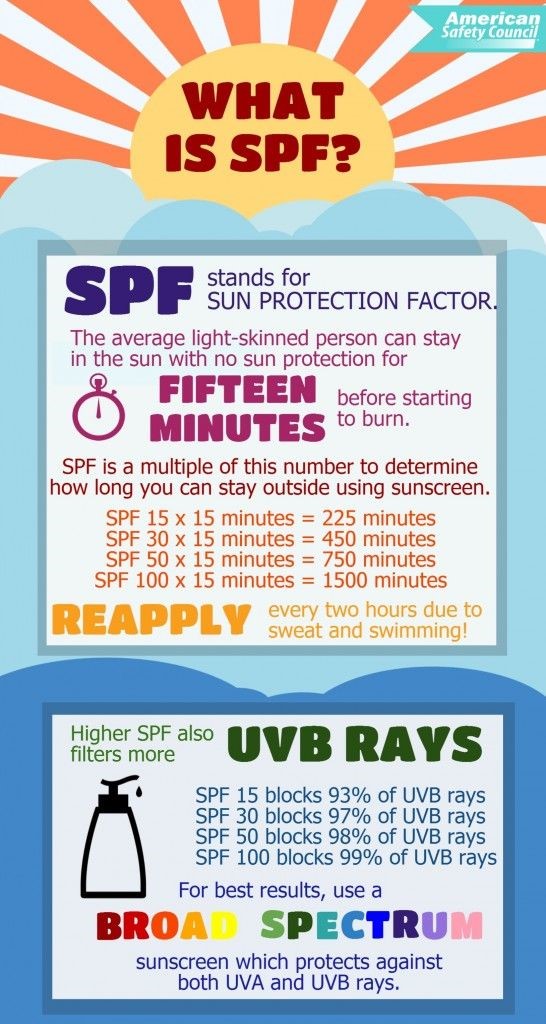 American
Safety Council
WHAT
IS SPF?
SPF stands for
SUN PROTECTION FACTOR.
The average light-skinned person can stay
in the sun with no sun protection for
FIFTEEN
MINUTES
before starting
to burn.
SPF is a multiple of this number to determine
how long you can stay outside using sunscreen.
SPF 15 x 15 minutes = 225 minutes
SPF 30 x 15 minutes = 450 minutes
SPF 50 x 15 minutes = 750 minutes
SPF 100 x 15 minutes = 1500 minutes
REAPPLY
every two hours due to
sweat and swimming!
Higher SPF also
filters more
UVB RAYS
SPF 15 blocks 93% of UVB rays
SPF 30 blocks 97% of UVB rays
SPF 50 blocks 98% of UVB rays
SPF 100 blocks 99% of UVB rays
For best results, use a
BROAD SPECTRUM
sunscreen which protects against
both UVA and UVB rays.